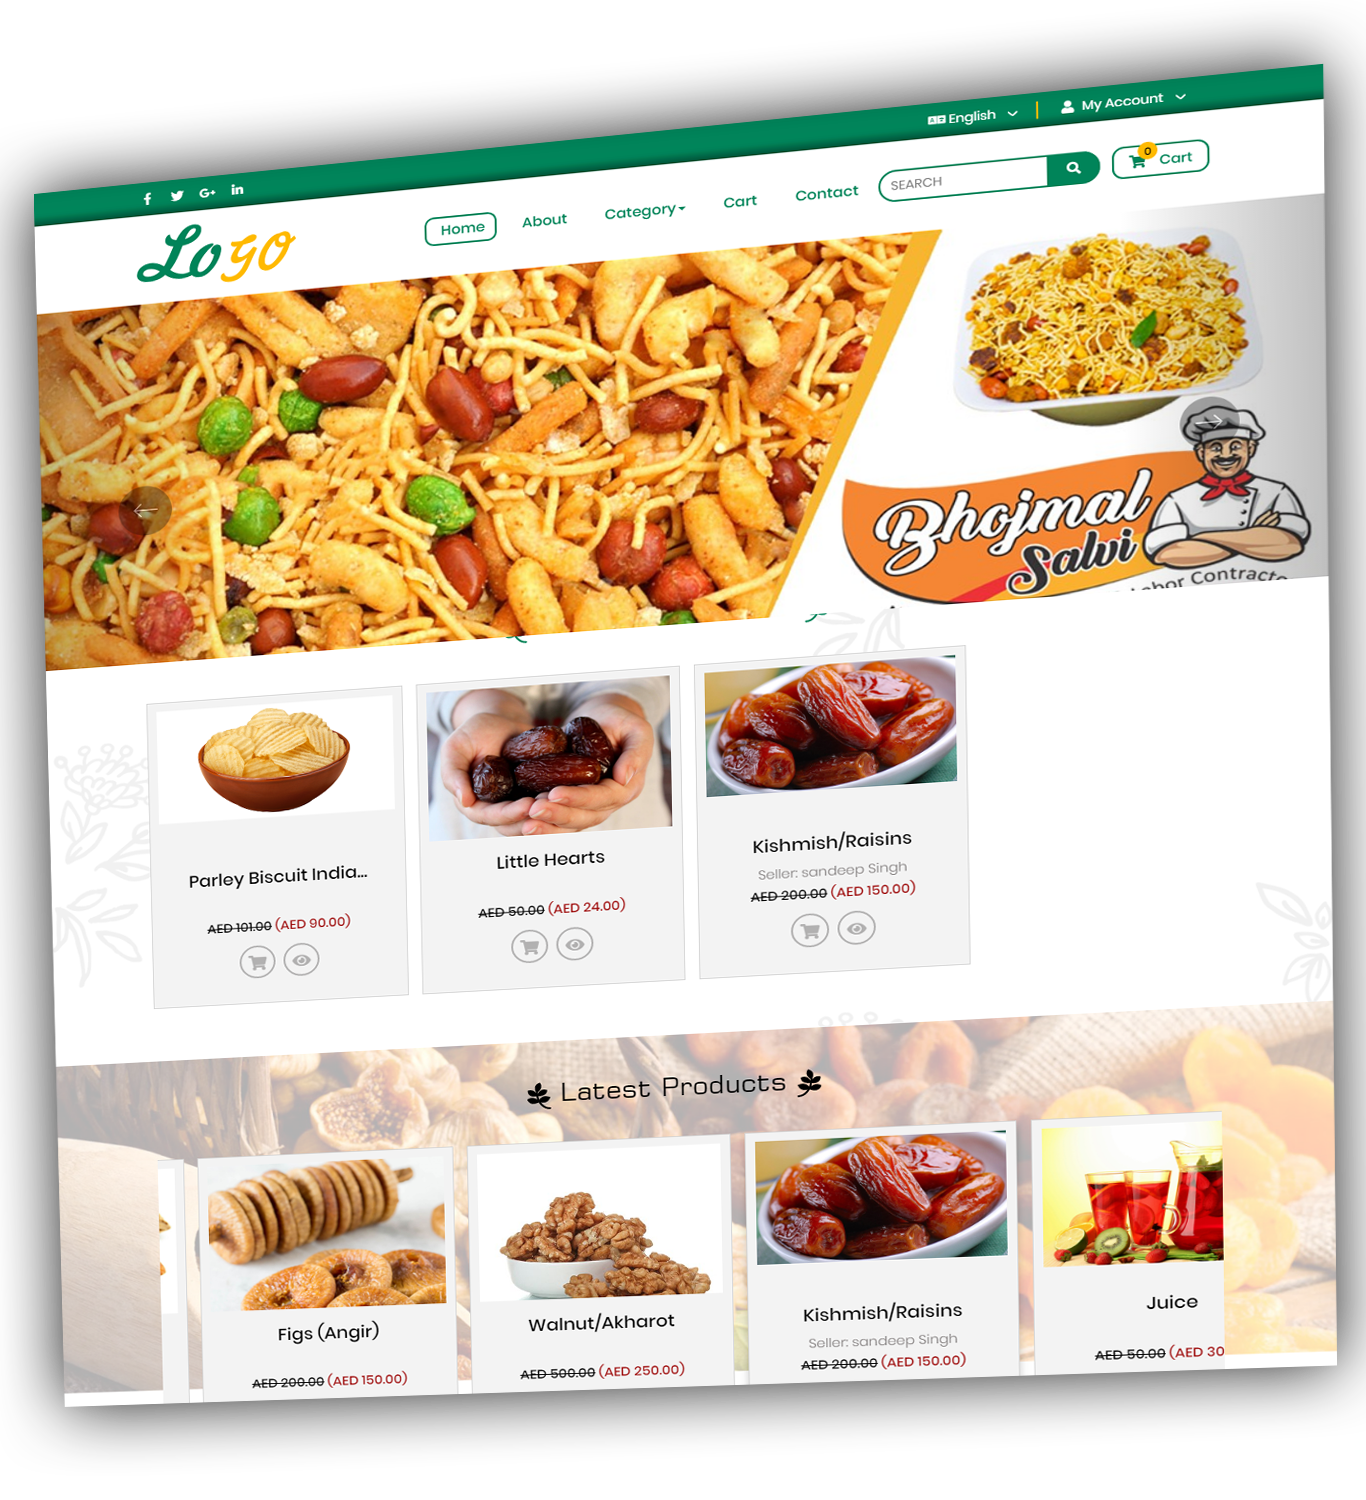 English
My Account
Logo
Home
About
Category
Cart
Contact
SEARCH
0
Cart
Bhojmal
Salvi
Labor Contracto
Parley Biscuit India...
AED 101.00 (AED 90.00)
Little Hearts
AED 50.00 (AED 24.00)
Kishmish/Raisins
Seller: sandeep Singh
AED 200.00 (AED 150.00)
Latest Products
Figs (Angir)
AED 200.00 (AED 150.00)
Walnut/Akharot
AED 500.00 (AED 250.00)
Kishmish/Raisins
Seller: sandeep Singh
AED 200.00 (AED 150.00)
Juice
AED 50.00 (AED 30